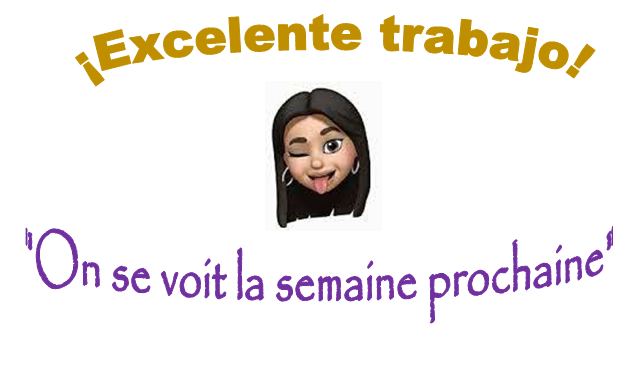 ¡Excelente trabajo!
"On se voit la semaine prochaine"